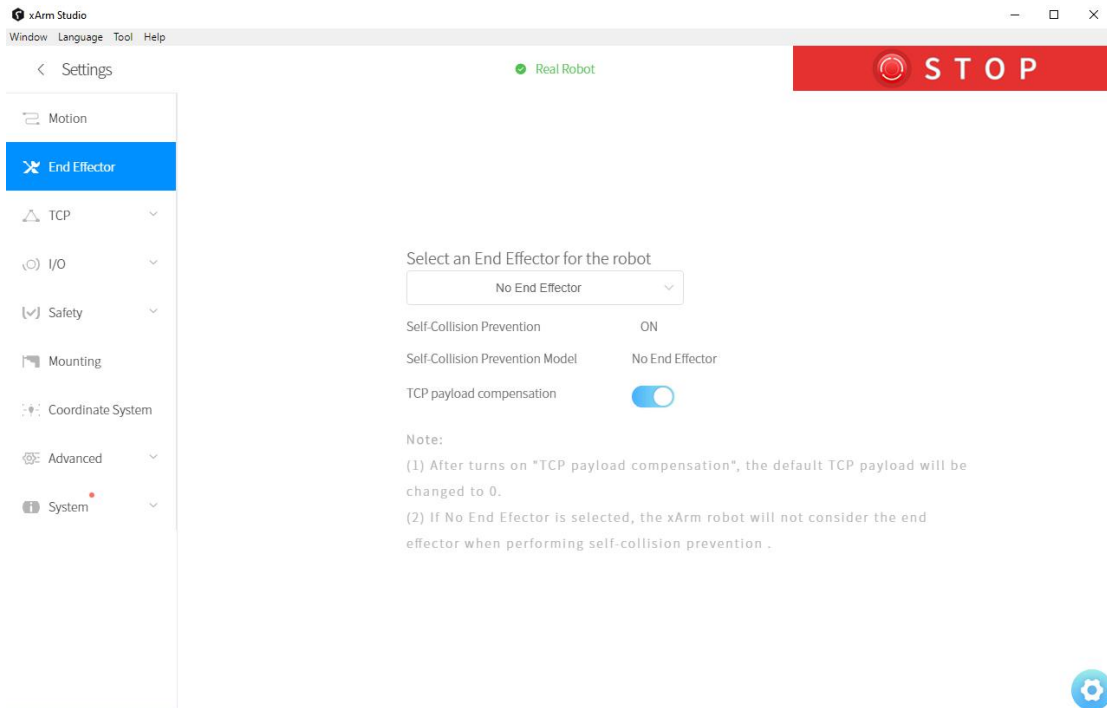 xArm Studio
Window Language Tool Help
Settings
Real Robot
STOP
Motion
End Effector
TCP
I/O
Safety
Mounting
Coordinate System
Advanced
System
Select an End Effector for the robot
No End Effector
Self-Collision Prevention ON
Self-Collision Prevention Model No End Effector
TCP payload compensation
Note:
(1) After turns on "TCP payload compensation", the default TCP payload will be
changed to 0.
(2) If No End Efector is selected, the xArm robot will not consider the end
effector when performing self-collision prevention .